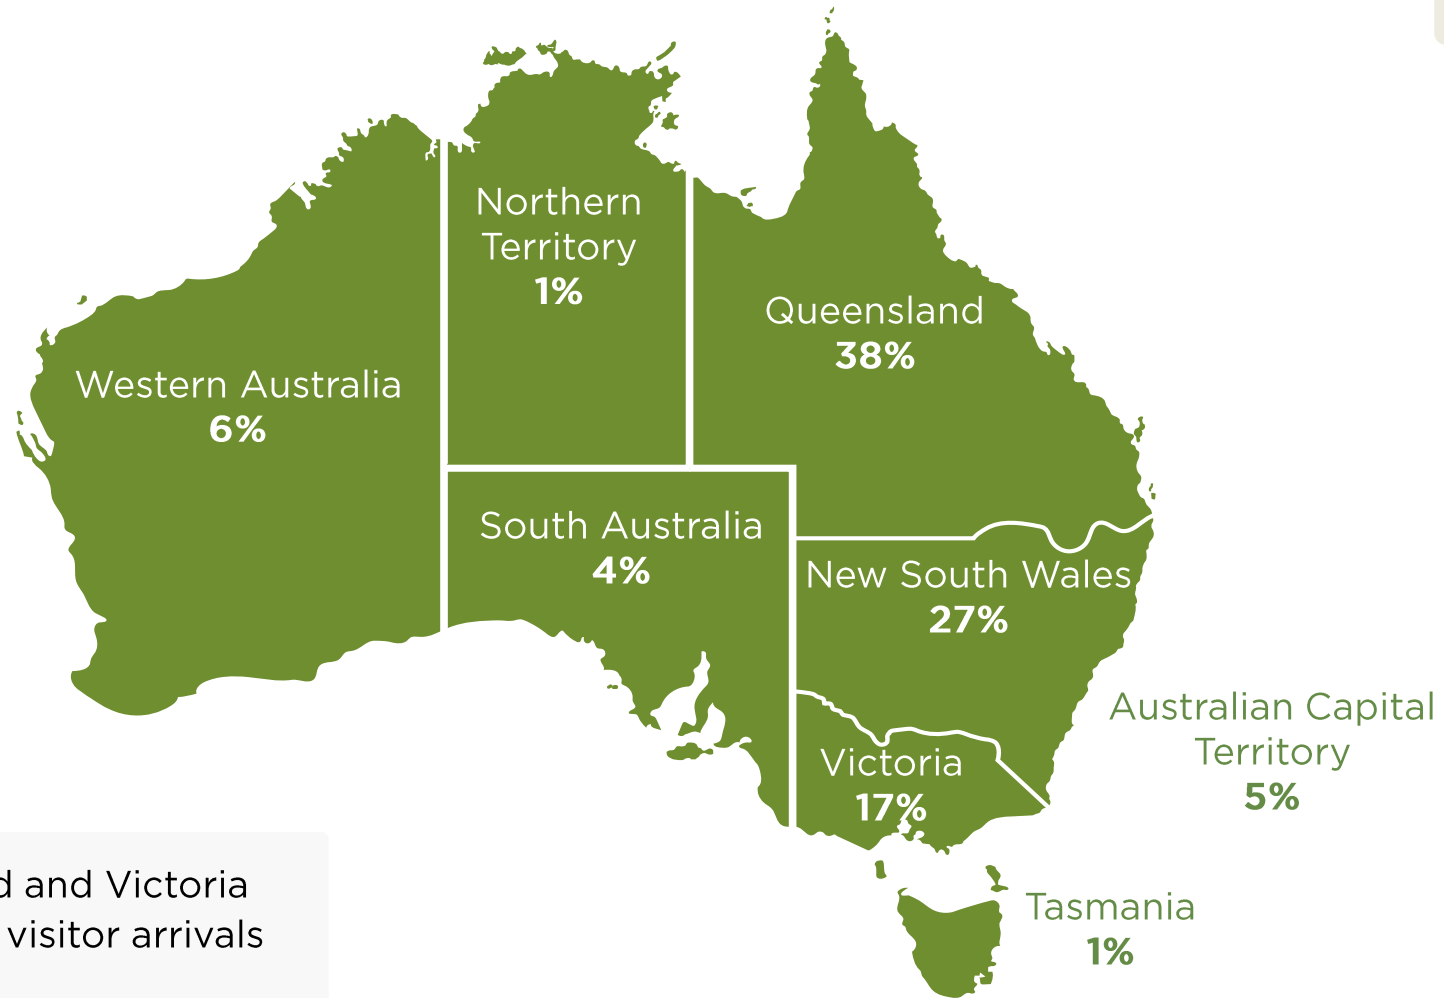 Northern
Territory
1%
Queensland
38%
Western Australia
6%
South Australia
4%
New South Wales
27%
Australian Capital
Territory
5%
Victoria
17%
and Victoria
visitor arrivals
Tasmania
1%